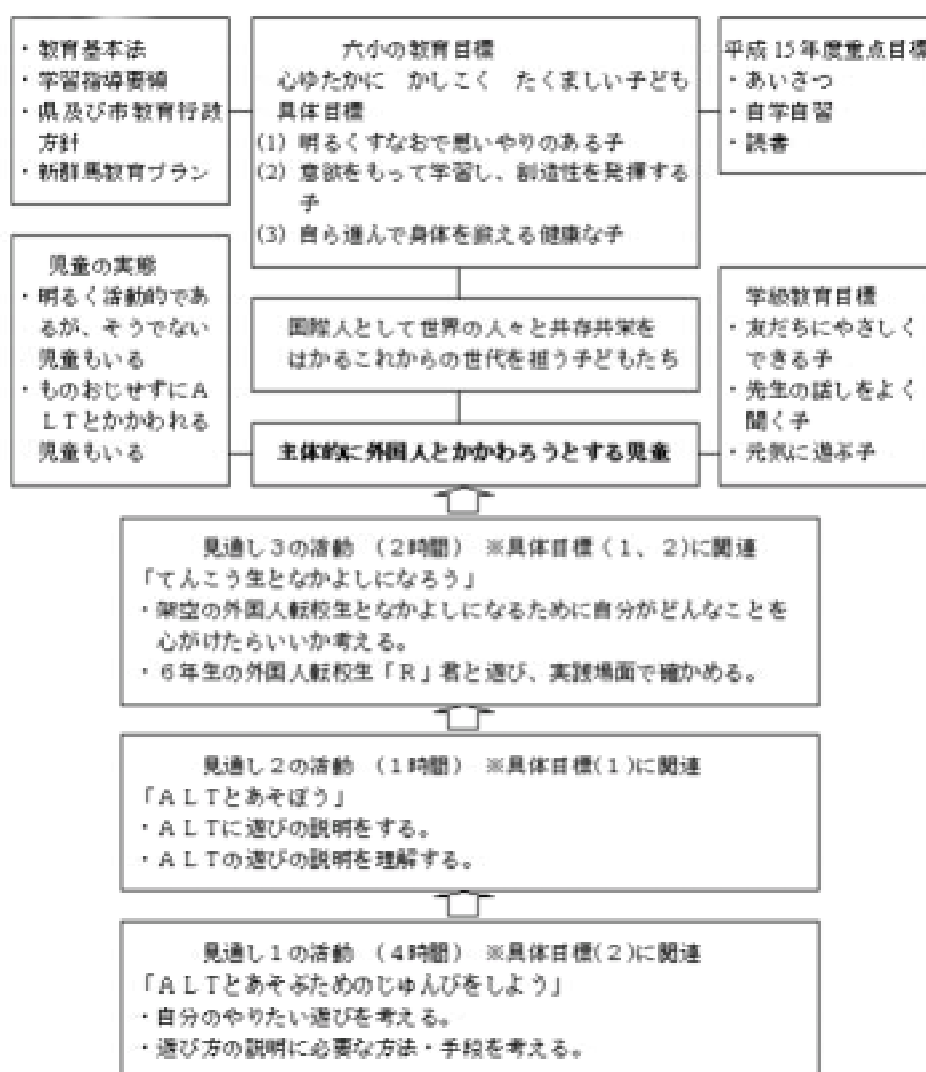 ・教育基本法
・学習指導要領
・県及び市教育行政
方針
・新群馬教育プラン
六小の教育目標
心ゆたかに　かしこく　たくましい子ども
具体目標
(1) 明るくすなおで思いやりのある子
(2) 意欲をもって学習し、創造性を発揮する
子
(3) 自ら進んで身体を鍛える健康な子
平成15年度重点目標
・あいさつ
・自学自習
・読書
児童の実態
・明るく活動的であ
るが、そうでない
児童もいる
・ものおじせずにＡ
ＬＴとかかわれる
児童もいる
国際人として世界の人々と共存共栄を
はかるこれからの世代を担う子どもたち
主体的に外国人とかかわろうとする児童
学級教育目標
・友だちにやさしく
できる子
・先生の話しをよく
聞く子
・元気に遊ぶ子
見通し３の活動　（２時間）　※具体目標（１、２）に関連
「てんこう生となかよしになろう」
・架空の外国人転校生となかよしになるために自分がどんなことを
心がけたらいいか考える。
・６年生の外国人転校生「Ｒ」君と遊び、実践場面で確かめる。
見通し２の活動　（１時間）　※具体目標(１)に関連
「ＡＬＴとあそぼう」
・ＡＬＴに遊びの説明をする。
・ＡＬＴの遊びの説明を理解する。
見通し１の活動　（４時間）　※具体目標(２)に関連
「ＡＬＴとあそぶためのじゅんびをしよう」
・自分のやりたい遊びを考える。
・遊び方の説明に必要な方法・手段を考える。